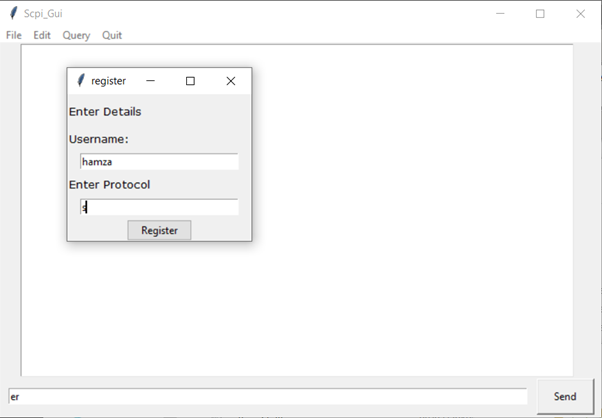 Scpi_Gui
File Edit Query Quit
register
Enter Details
Username:
hamza
Enter Protocol
s
Register
er
Send